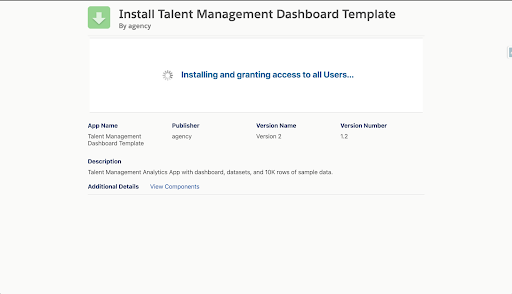 Install Talent Management Dashboard Template
By agency
Installing and granting access to all Users...
App Name Publisher Version Name Version Number
Talent Management agency Version 2 1.2
Dashboard Template
Description
Talent Management Analytics App with dashboard, datasets, and 10K rows of sample data.
Additional Details View Components